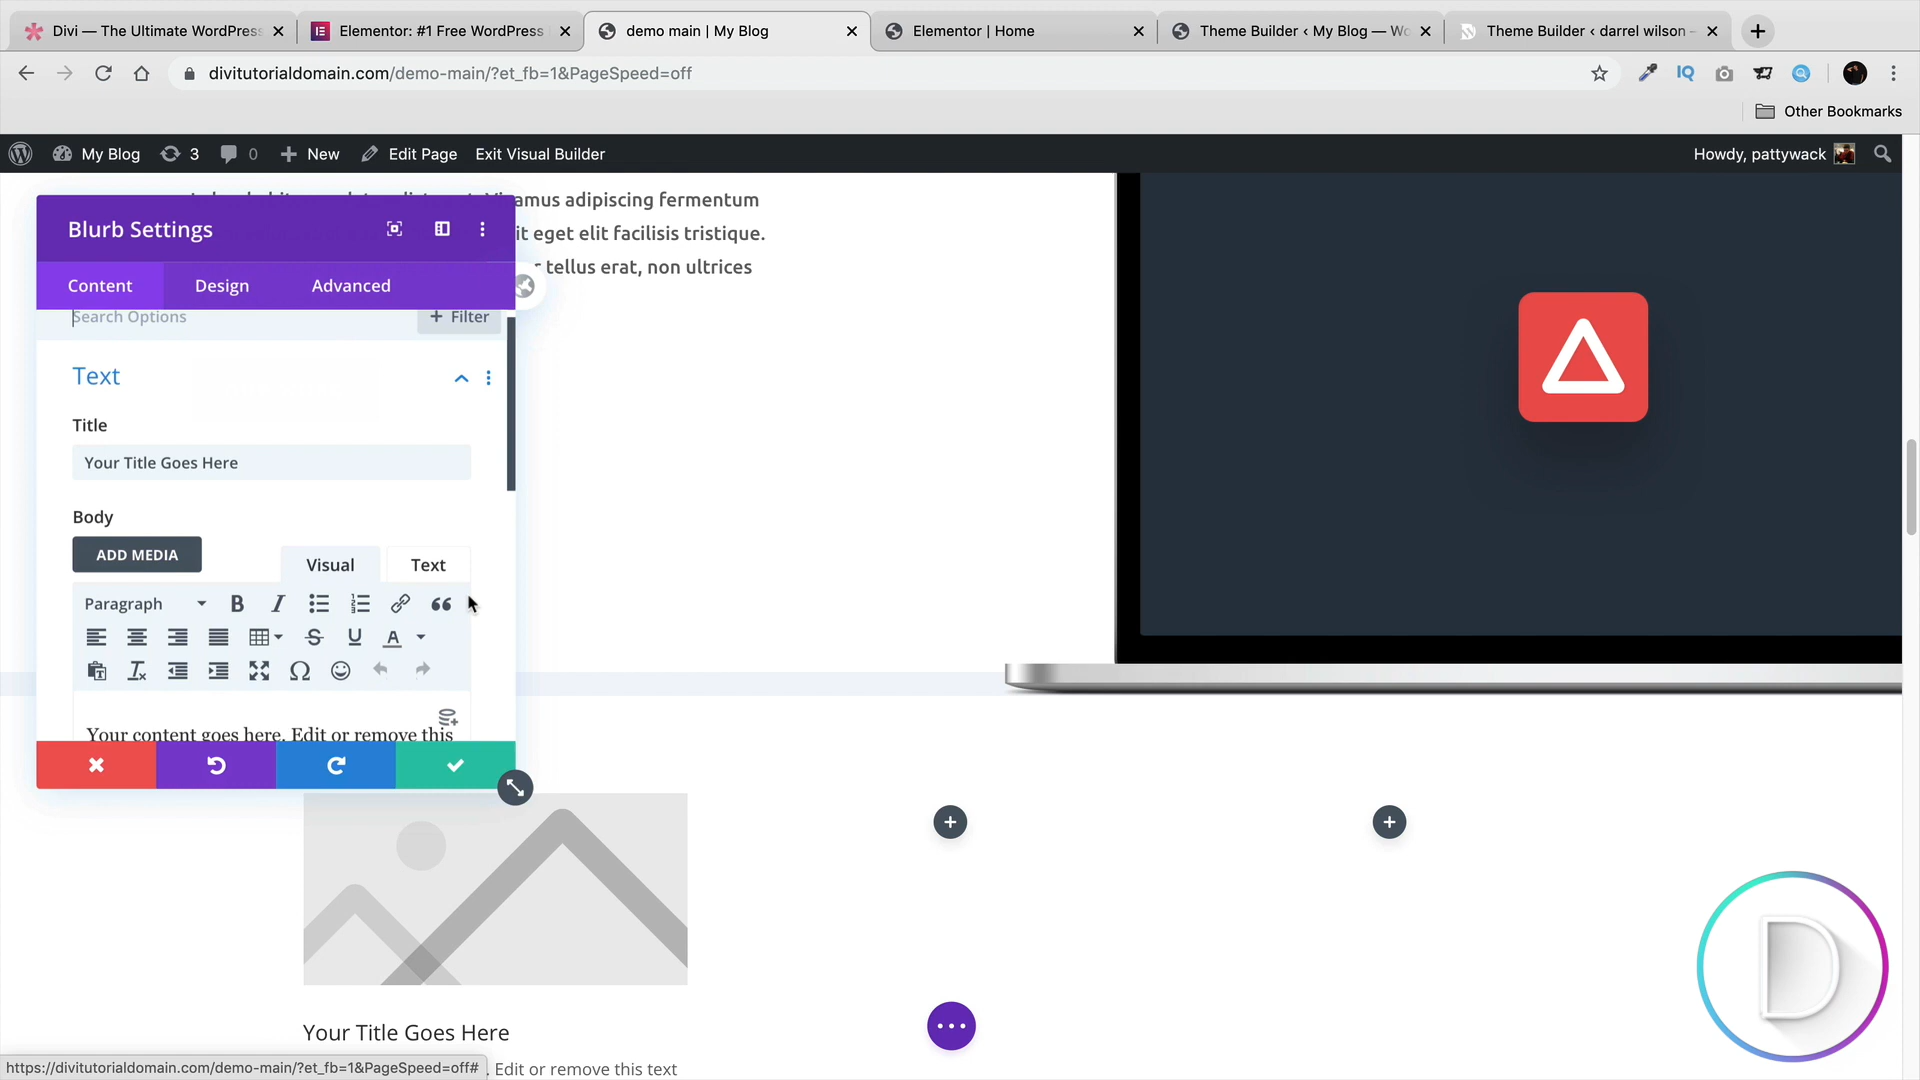 Divi — The Ultimate WordPress
Elementor: #1 Free WordPress
demo main | My Blog
Elementor | Home
Theme Builder ‹ My Blog — Wo
Theme Builder ‹ darrel wilson –
divitutorialdomain.com/demo-main/?et_fb=1&PageSpeed=off
IQ
Other Bookmarks
My Blog
3
0
New
Edit Page
Exit Visual Builder
Howdy, pattywack
amus adipiscing fermentum
it eget elit facilisis tristique.
tellus erat, non ultrices
Blurb Settings
Content
Design
Advanced
Search Options
+ Filter
Text
Title
Your Title Goes Here
Body
ADD MEDIA
Visual
Text
Paragraph
Your content goes here. Edit or remove this
Your Title Goes Here
. Edit or remove this text
https://divitutorialdomain.com/demo-main/?et_fb=1&PageSpeed=off#
D